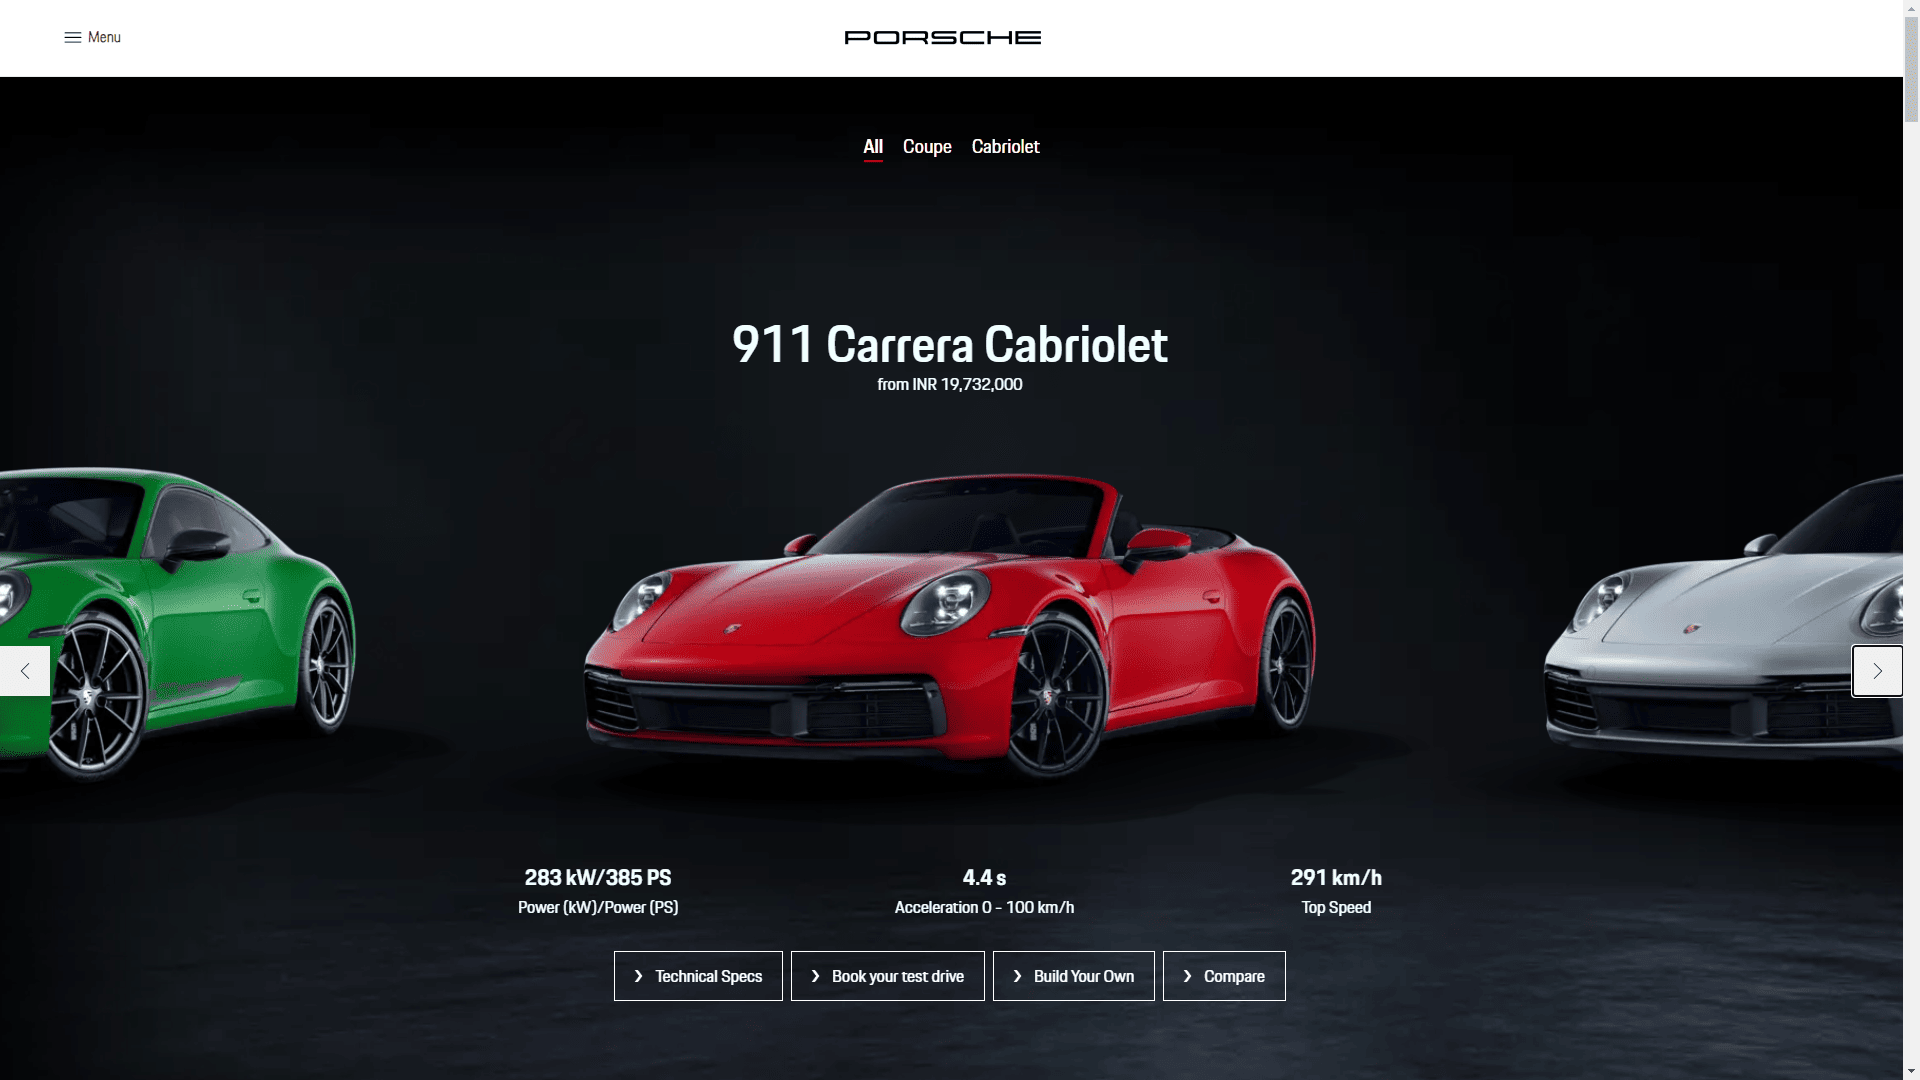 Menu
PORSCHE
All Coupe Cabriolet
911 Carrera Cabriolet
from INR 19,732,000
283 kW/385 PS
Power (kW)/Power (PS)
4.4 s
Acceleration 0 - 100 km/h
291 km/h
Top Speed
Technical Specs
Book your test drive
Build Your Own
Compare